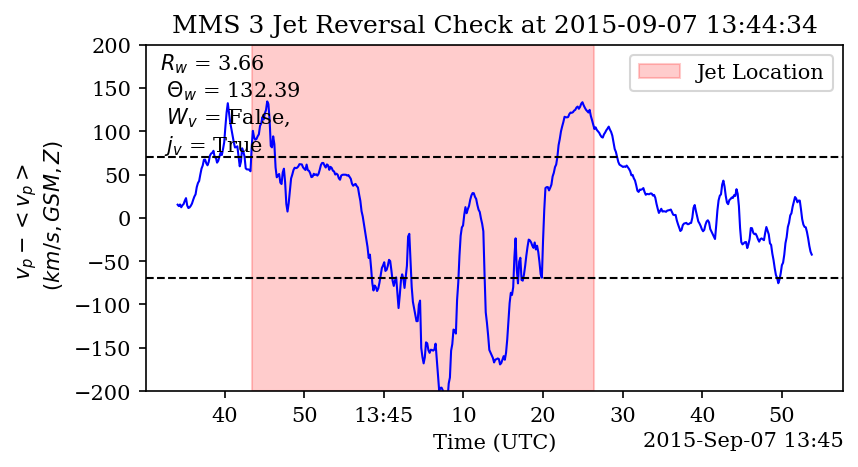 MMS 3 Jet Reversal Check at 2015-09-07 13:44:34
R_w = 3.66
Θ_w = 132.39
W_v = False,
j_v = True
Jet Location
v_p − < v_p >
(km/s, GSM, Z)
200
150
100
50
0
−50
−100
−150
−200
40
50
13:45
10
20
30
40
50
Time (UTC)
2015-Sep-07 13:45